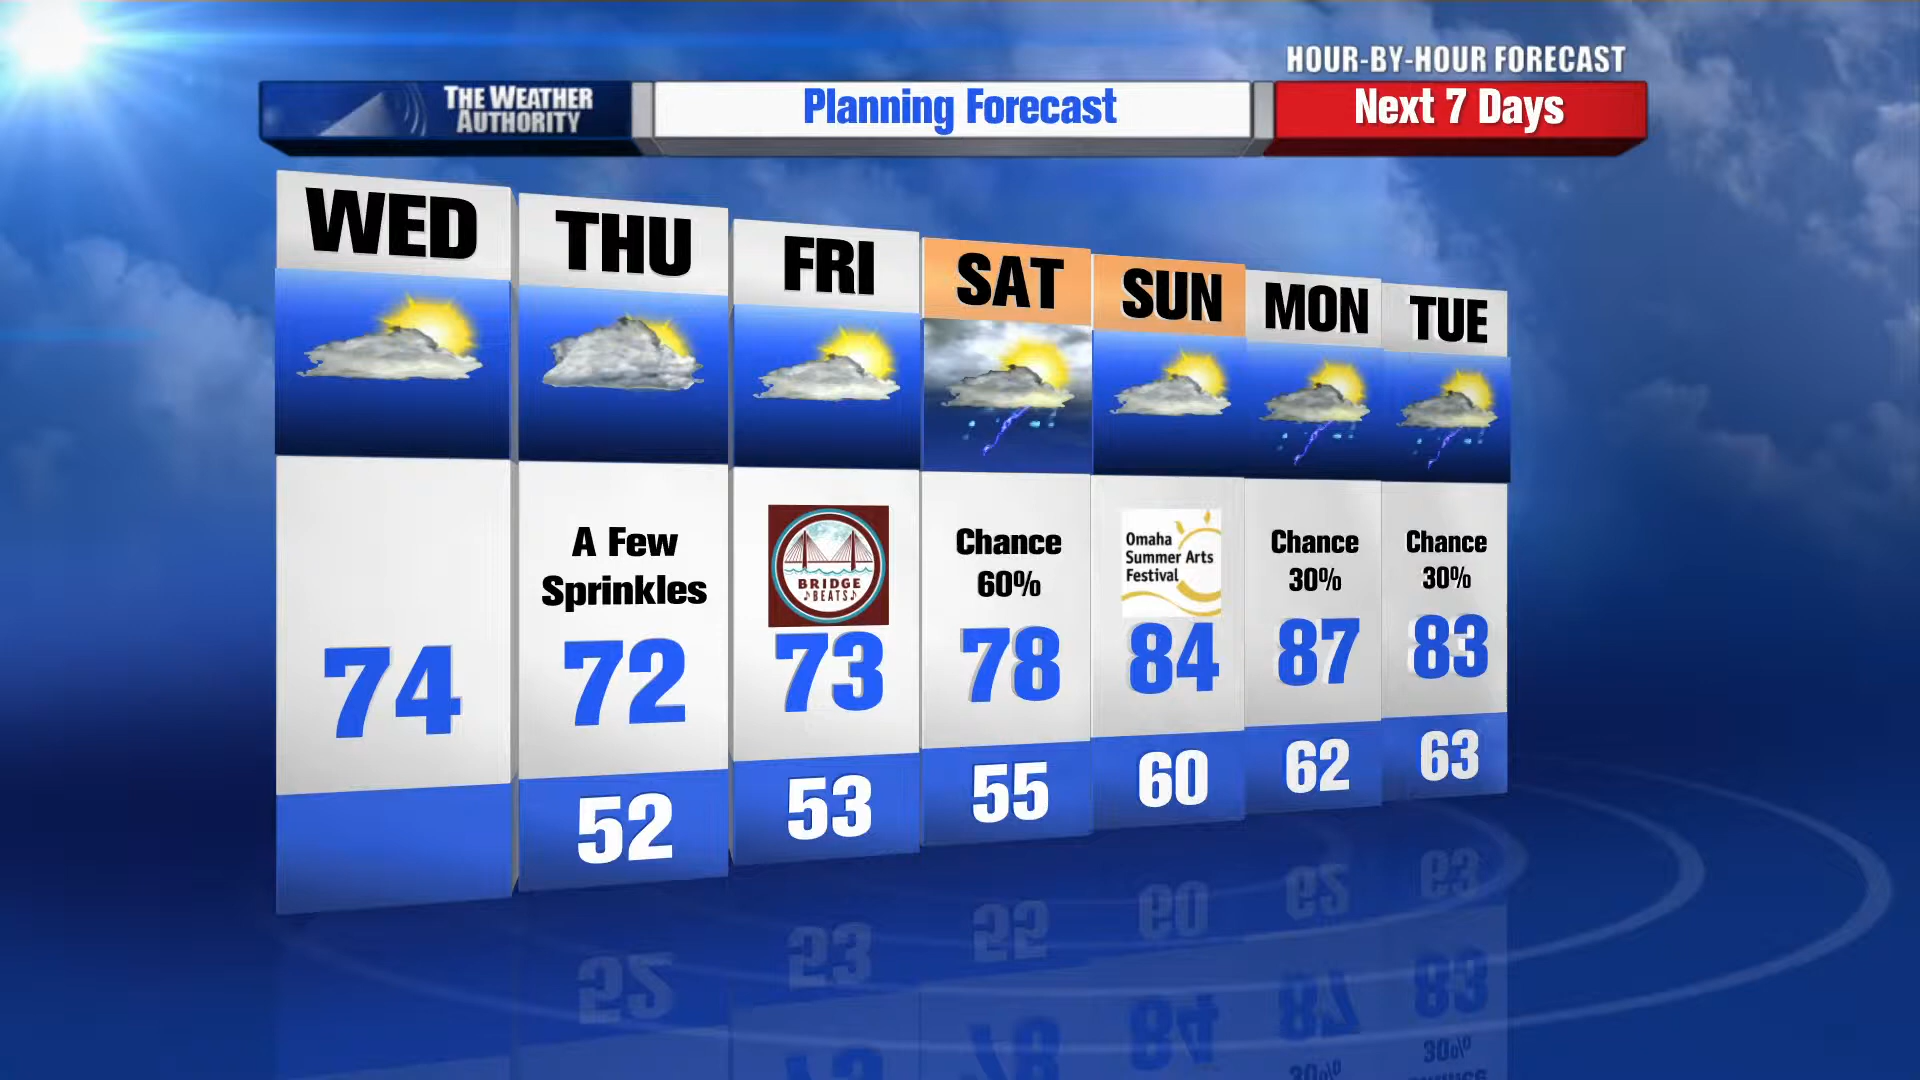 HOUR-BY-HOUR FORECAST
THE WEATHER
AUTHORITY
Planning Forecast
Next 7 Days
WED
THU
FRI
SAT
SUN
MON
TUE
A Few
Sprinkles
BRIDGE
♪BEATS♪
Chance
60%
Omaha
Summer Arts
Festival
Chance
30%
Chance
30%
74
72
73
78
84
87
83
52
53
55
60
62
63